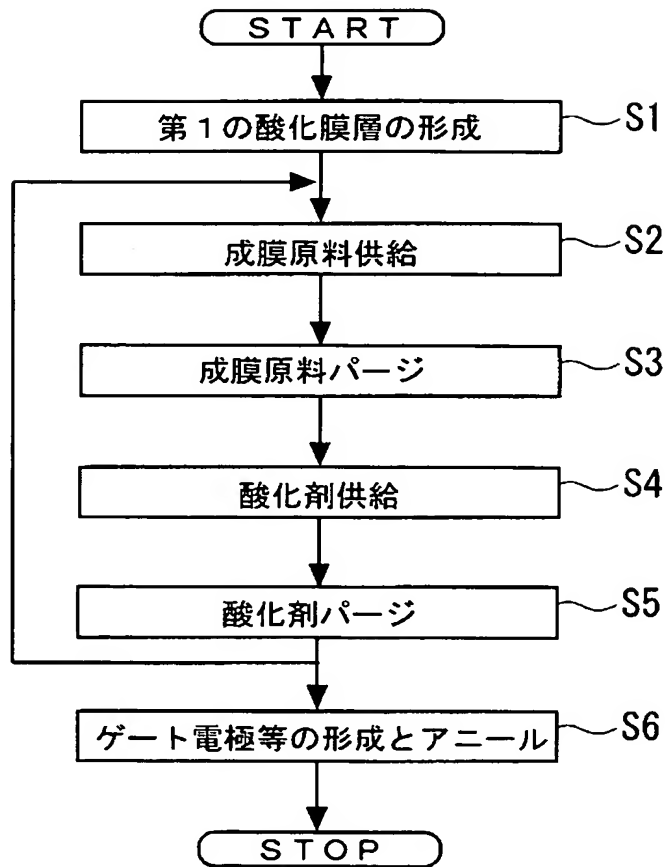 START
第1の酸化膜層の形成 S1
成膜原料供給 S2
成膜原料パージ S3
酸化剤供給 S4
酸化剤パージ S5
ゲート電極等の形成とアニール S6
STOP